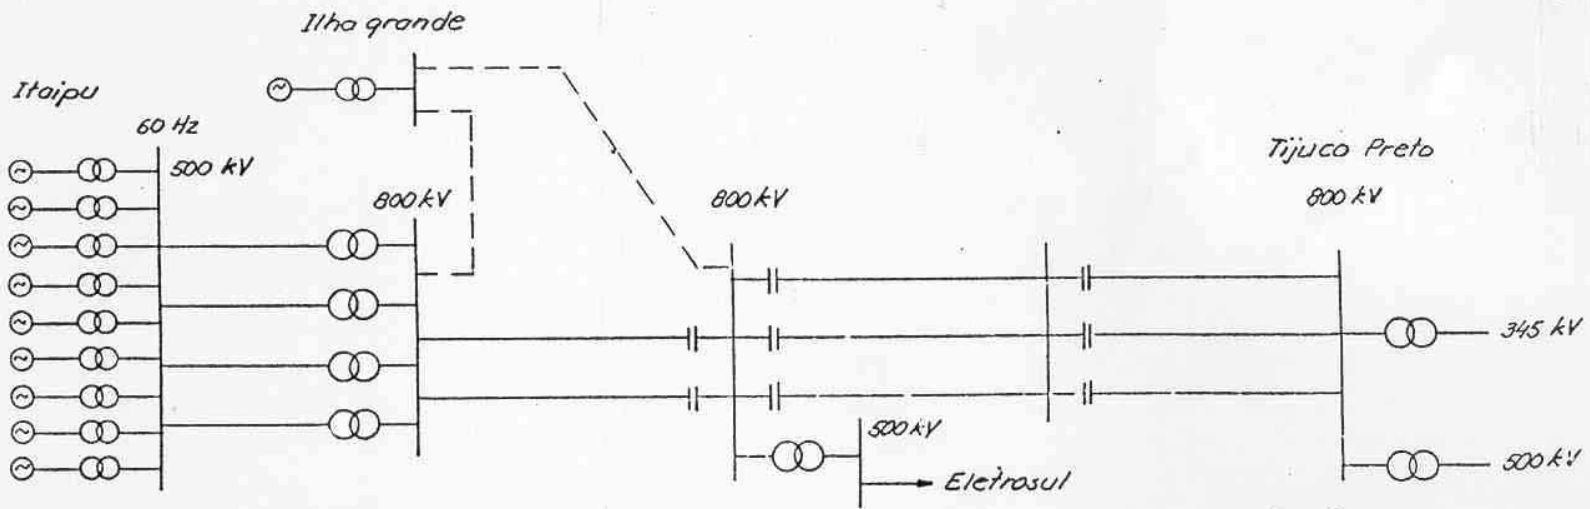 Ilha grande
Itaipu
60 Hz
500 kV
800 kV
800 kV
Tijuco Preto
800 kV
345 kV
500 kV
500 kV
Eletrosul